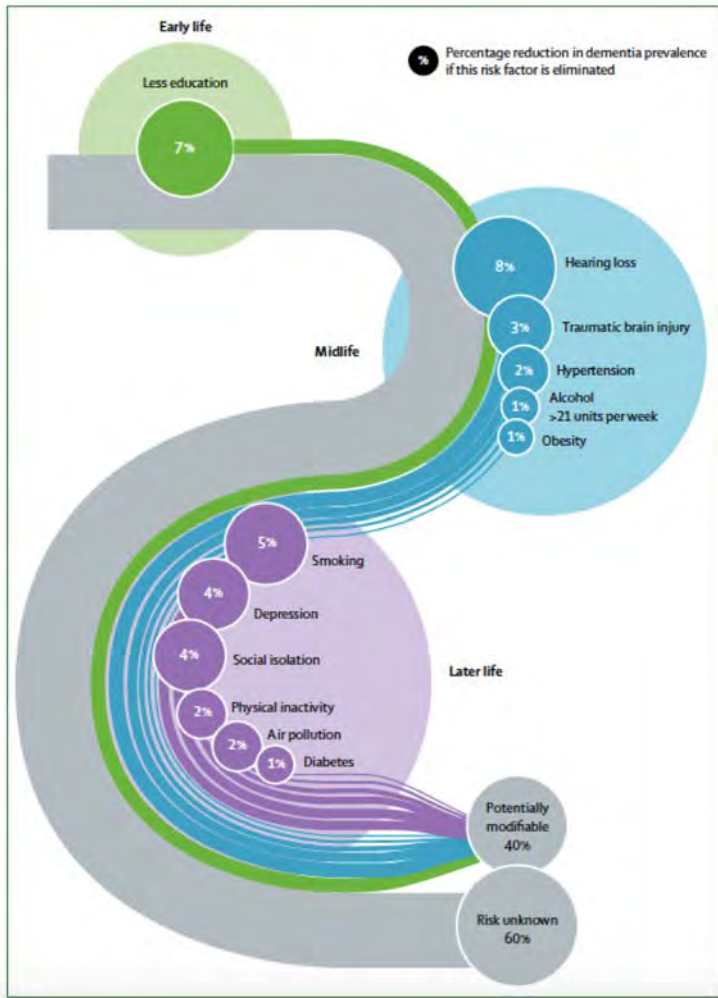 Early life
% Percentage reduction in dementia prevalence
if this risk factor is eliminated
Less education
7%
8%
Hearing loss
3%
Traumatic brain injury
Midlife
2%
Hypertension
1%
Alcohol
>21 units per week
1%
Obesity
5%
Smoking
4%
Depression
4%
Social isolation
Later life
2%
Physical inactivity
2%
Air pollution
1%
Diabetes
Potentially
modifiable
40%
Risk unknown
60%